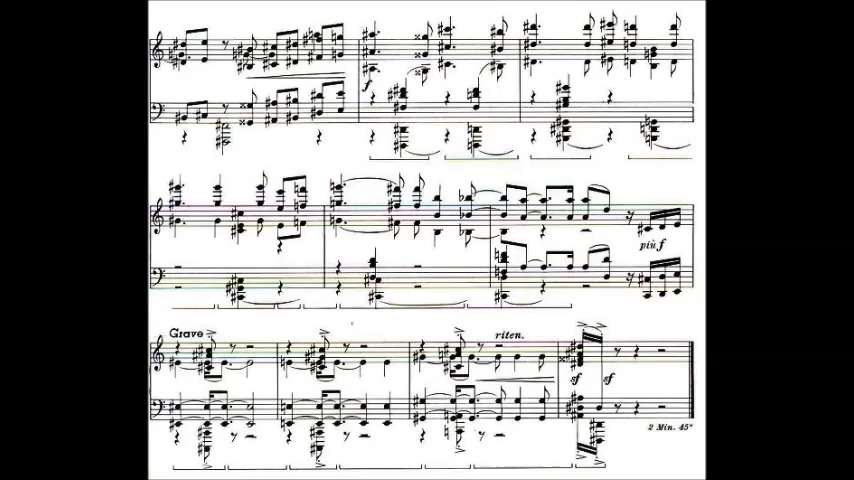 f
più f
Grave
riten.
sf sf
2 Min. 45"